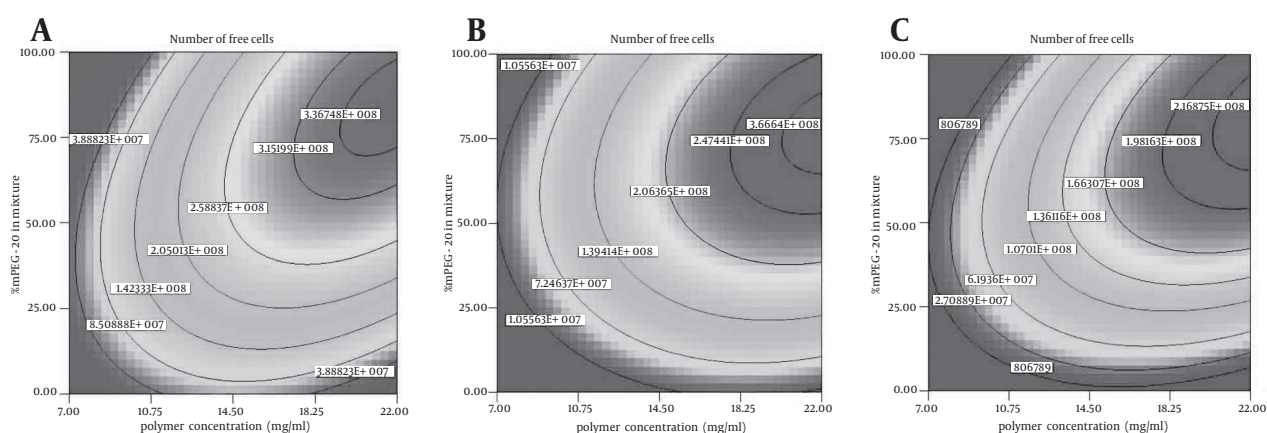 A
Number of free cells
100.00
75.00
50.00
25.00
0.00
%mPEG - 20 in mixture
3.36748E+ 008
3.88823E+ 007
3.15199E+ 008
2.58837E+ 008
2.05013E+ 008
1.42333E+ 008
8.50888E+ 007
3.88823E+ 007
7.00
10.75
14.50
18.25
22.00
polymer concentration (mg/ml)
B
Number of free cells
100.00
75.00
50.00
25.00
0.00
%mPEG - 20 in mixture
1.05563E+ 007
3.6664E+ 008
2.47441E+ 008
2.06365E+ 008
1.39414E+ 008
7.24637E+ 007
1.05563E+ 007
7.00
10.75
14.50
18.25
22.00
polymer concentration (mg/ml)
C
Number of free cells
100.00
75.00
50.00
25.00
0.00
%mPEG - 20 in mixture
2.16875E+ 008
806789
1.98163E+ 008
1.66307E+ 008
1.36116E+ 008
1.0701E+ 008
6.1936E+ 007
2.70889E+ 007
806789
7.00
10.75
14.50
18.25
22.00
polymer concentration (mg/ml)